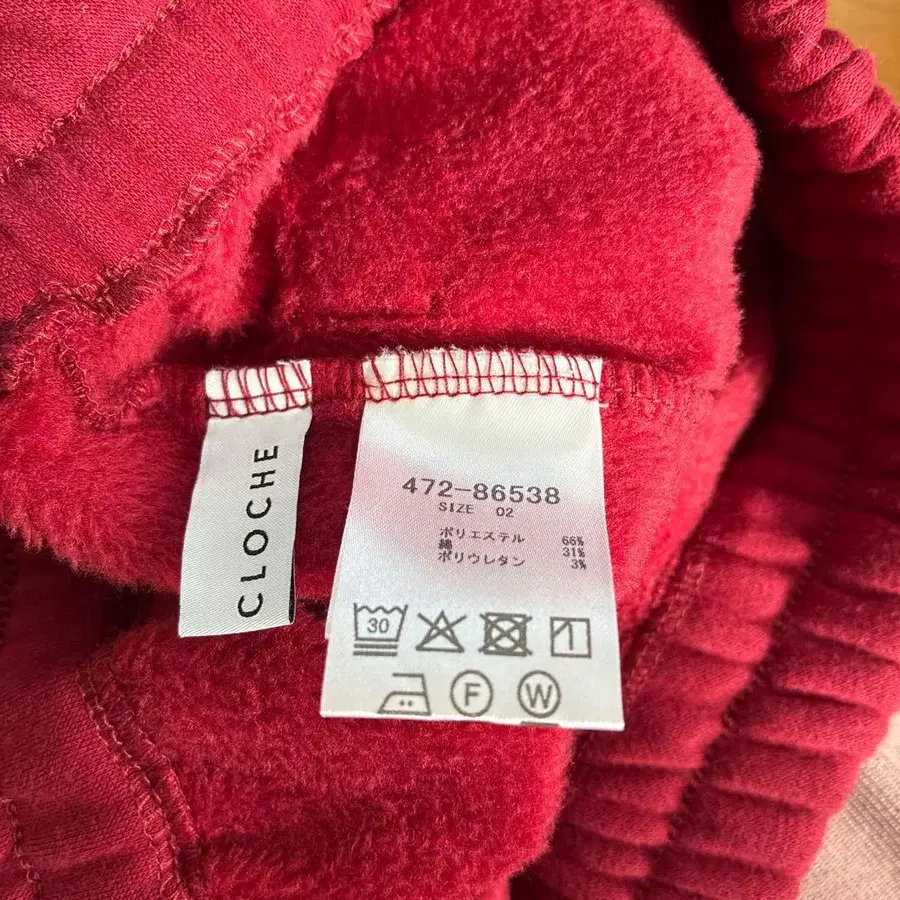 CLOCHE
472-86538
SIZE 02
ポリエステル 66%
綿 31%
ポリウレタン 3%
30
F
W